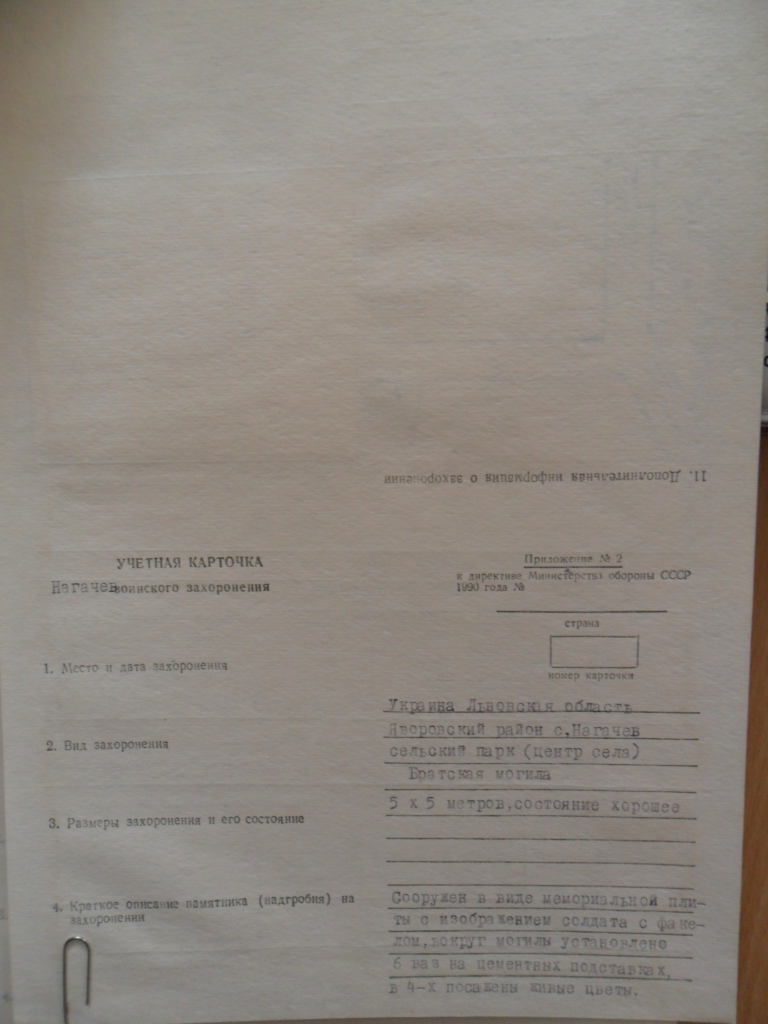 11. Дополнительная информация о захоронении
УЧЕТНАЯ КАРТОЧКА
Нагачев воинского захоронения
Приложение № 2
к директиве Министерства обороны СССР
1990 года №
страна
номер карточки
1. Место и дата захоронения
Украина Львовская область
Яворовский район с.Нагачев
2. Вид захоронения
сельский парк (центр села)
Братская могила
3. Размеры захоронения и его состояние
5 х 5 метров,состояние хорошее
4. Краткое описание памятника (надгробия) на
захоронении
Сооружен в виде мемориальной пли-
ты с изображением солдата с факе-
лом,вокруг могилы установлено
6 ваз на цементных подставках,
в 4-х посажены живые цветы.